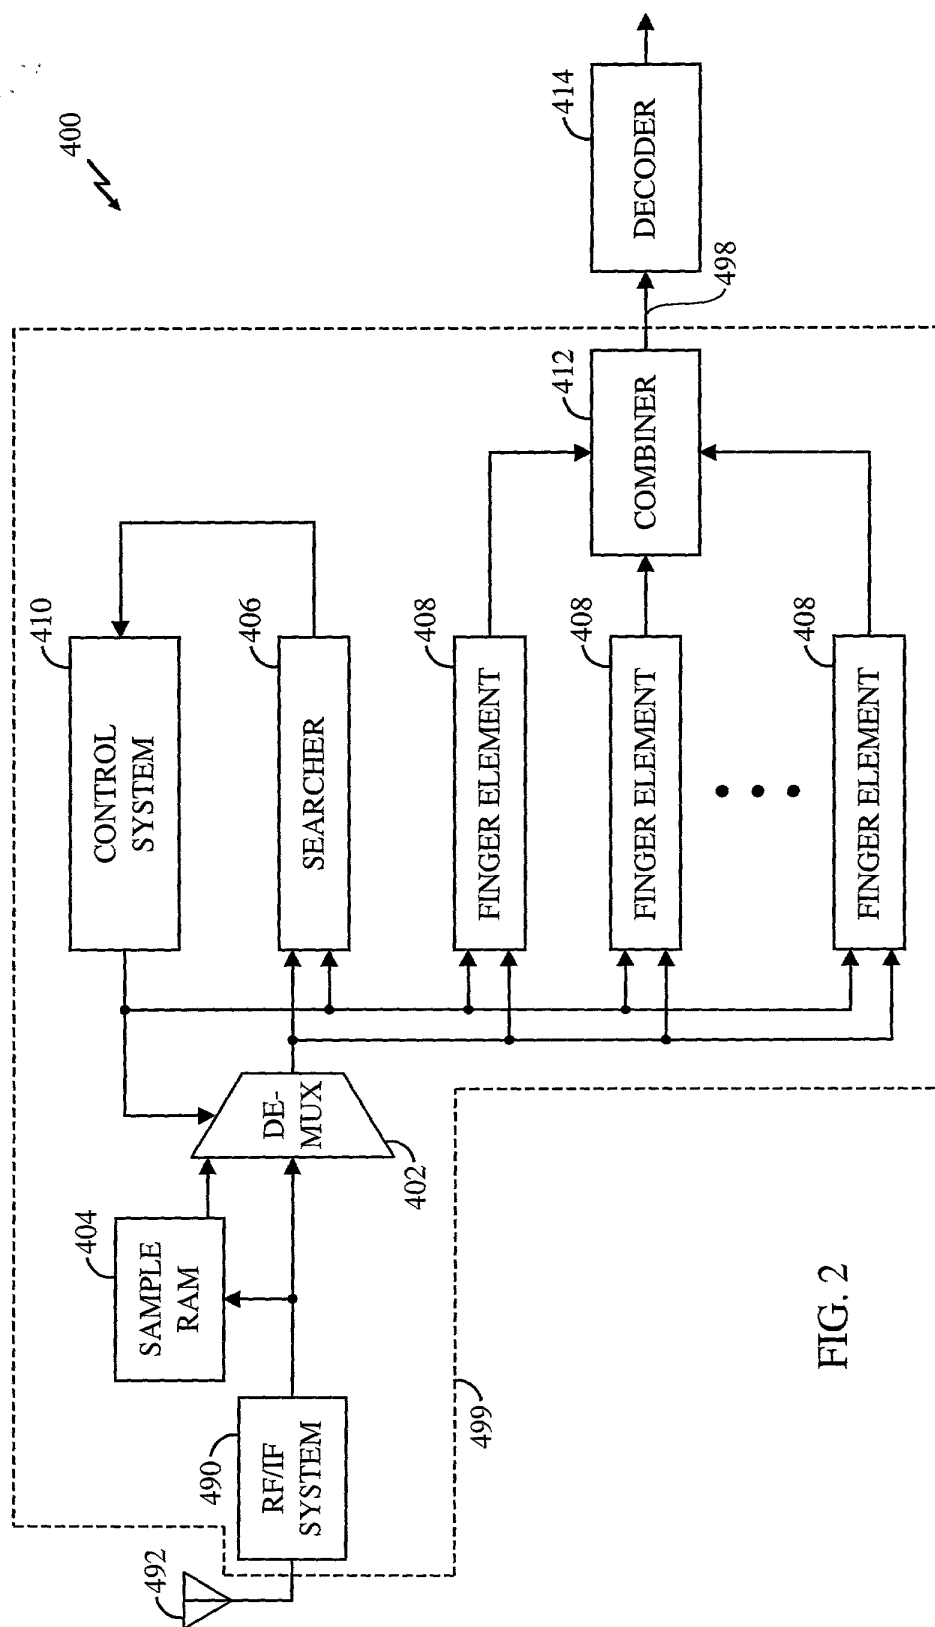 400
410
CONTROL
SYSTEM
404
SAMPLE
RAM
406
SEARCHER
492
490
RF/IF
SYSTEM
DE-
MUX
402
408
FINGER ELEMENT
499
412
COMBINER
498
414
DECODER
408
FINGER ELEMENT
408
FINGER ELEMENT
FIG. 2